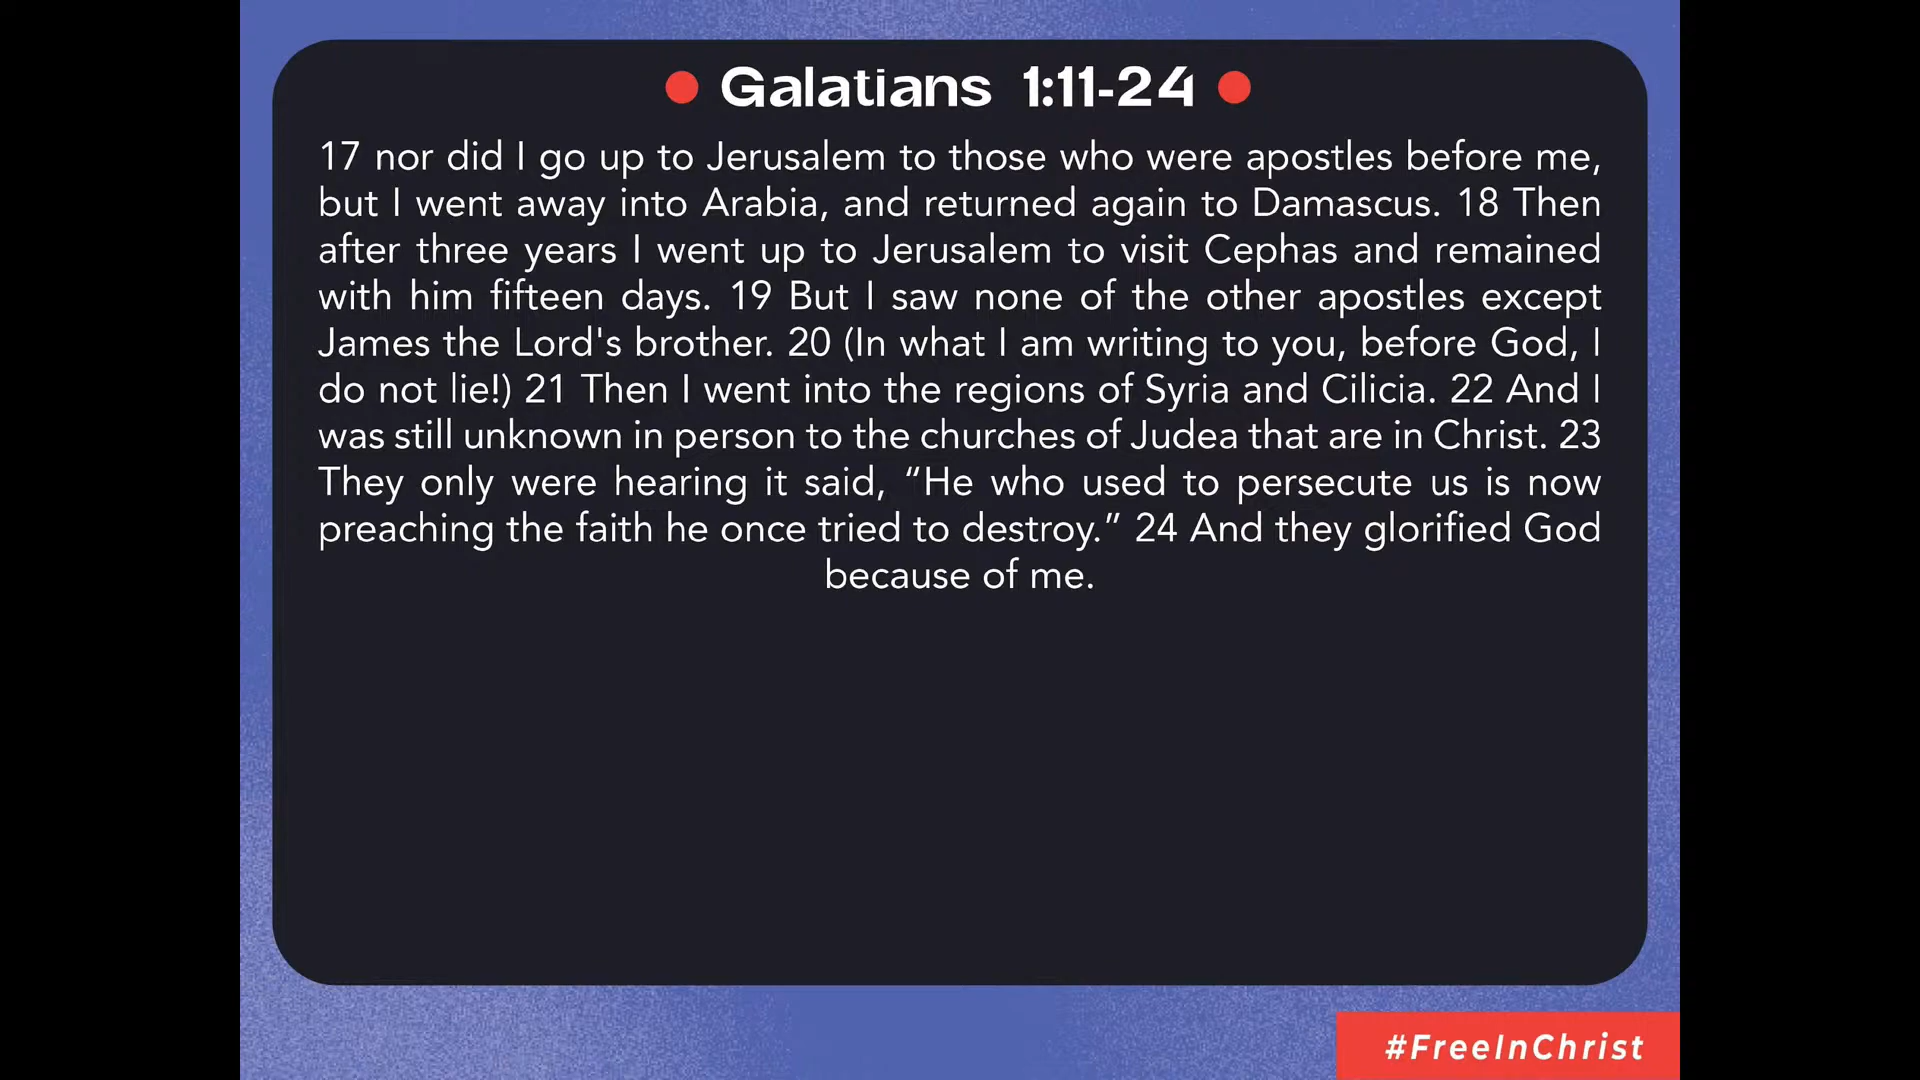 Galatians 1:11-24
17 nor did I go up to Jerusalem to those who were apostles before me,
but I went away into Arabia, and returned again to Damascus. 18 Then
after three years I went up to Jerusalem to visit Cephas and remained
with him fifteen days. 19 But I saw none of the other apostles except
James the Lord's brother. 20 (In what I am writing to you, before God, I
do not lie!) 21 Then I went into the regions of Syria and Cilicia. 22 And I
was still unknown in person to the churches of Judea that are in Christ. 23
They only were hearing it said, “He who used to persecute us is now
preaching the faith he once tried to destroy.” 24 And they glorified God
because of me.
#FreeInChrist